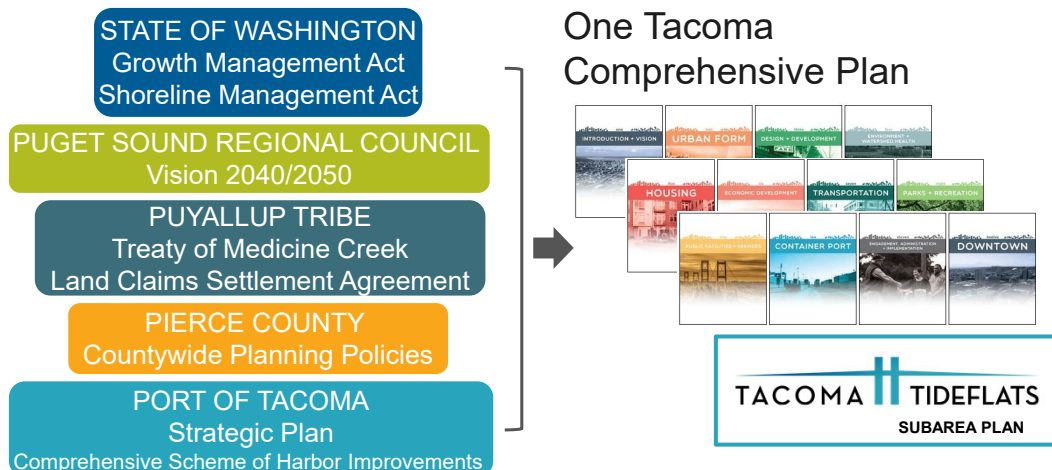 STATE OF WASHINGTON
Growth Management Act
Shoreline Management Act
PUGET SOUND REGIONAL COUNCIL
Vision 2040/2050
PUYALLUP TRIBE
Treaty of Medicine Creek
Land Claims Settlement Agreement
PIERCE COUNTY
Countywide Planning Policies
PORT OF TACOMA
Strategic Plan
Comprehensive Scheme of Harbor Improvements
One Tacoma
Comprehensive Plan
INTRODUCTION + VISION
URBAN FORM
DESIGN + DEVELOPMENT
ENVIRONMENT +
WATERSHED HEALTH
HOUSING
ECONOMIC DEVELOPMENT
TRANSPORTATION
PARKS + RECREATION
PUBLIC FACILITIES + SERVICES
CONTAINER PORT
ENGAGEMENT, ADMINISTRATION
+ IMPLEMENTATION
DOWNTOWN
TACOMA TIDEFLATS
SUBAREA PLAN